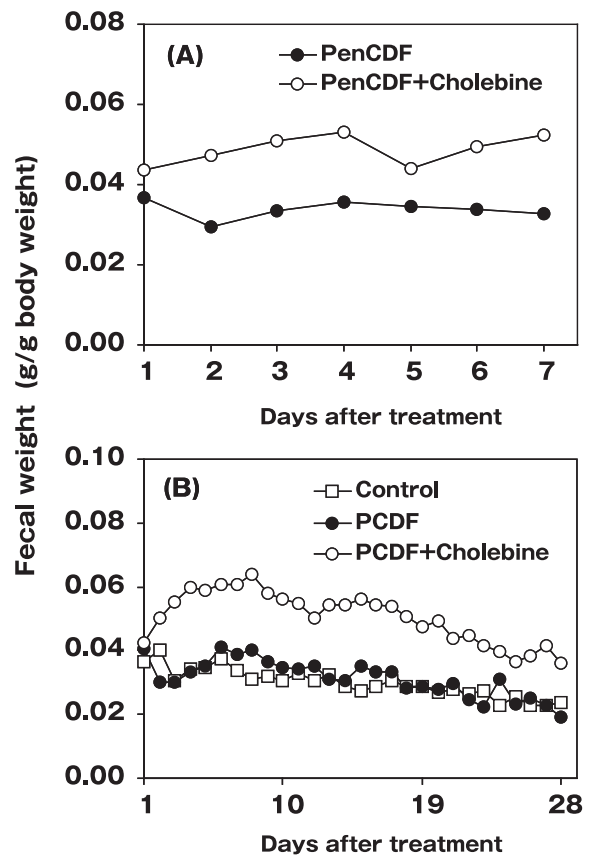 Fecal weight (g/g body weight)
0.08
(A)
PenCDF
PenCDF+Cholebine
0.06
0.04
0.02
0.00
1 2 3 4 5 6 7
Days after treatment
0.10
(B)
Control
PCDF
PCDF+Cholebine
0.08
0.06
0.04
0.02
0.00
1 10 19 28
Days after treatment